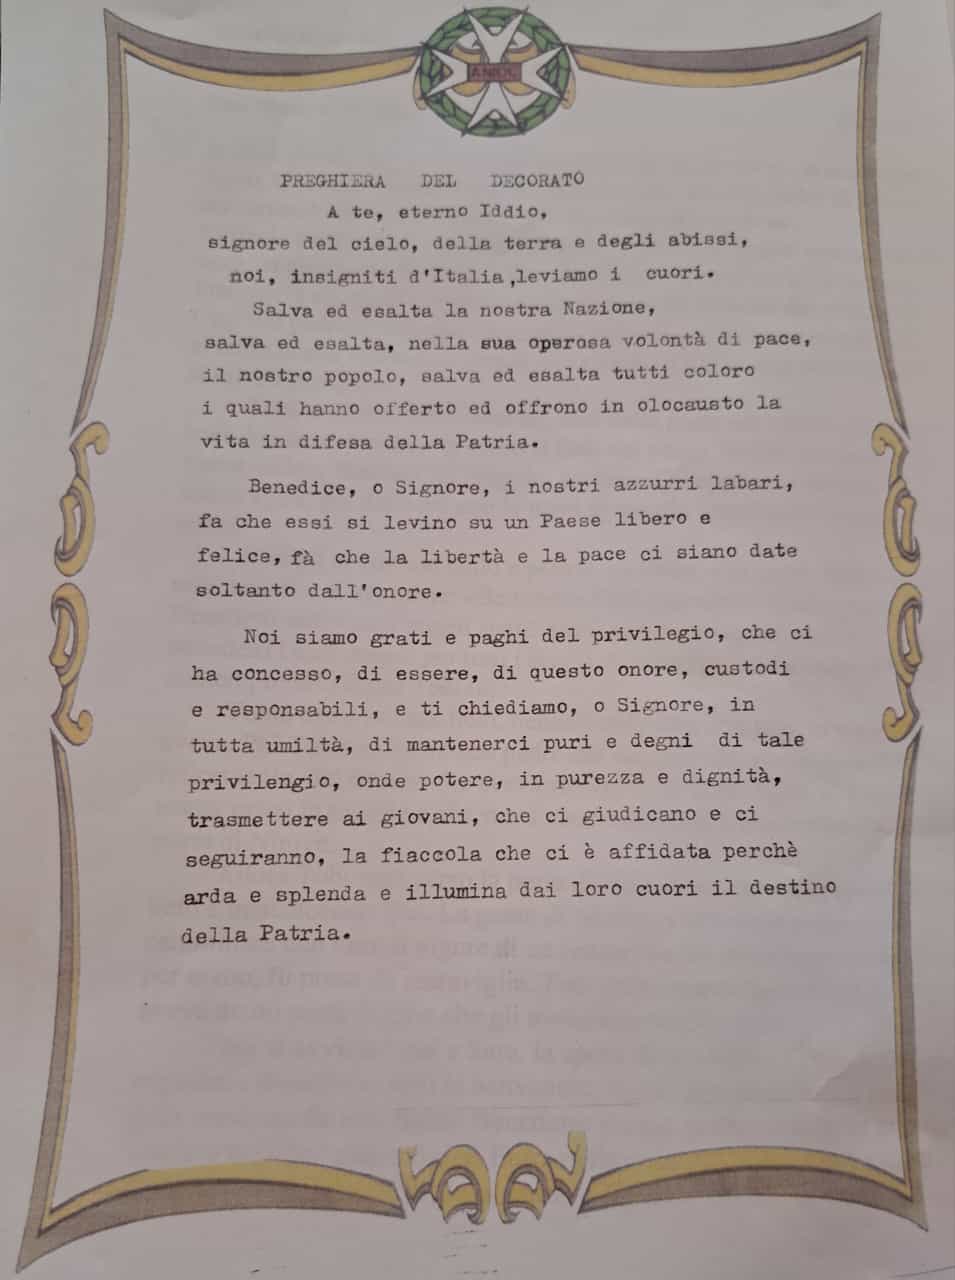 PREGHIERA DEL DECORATO
A te, eterno Iddio,
signore del cielo, della terra e degli abissi,
noi, insigniti d'Italia,leviamo i cuori.
Salva ed esalta la nostra Nazione,
salva ed esalta, nella sua operosa volontà di pace,
il nostro popolo, salva ed esalta tutti coloro
i quali hanno offerto ed offrono in olocausto la
vita in difesa della Patria.
Benedice, o Signore, i nostri azzurri labari,
fa che essi si levino su un Paese libero e
felice, fà che la libertà e la pace ci siano date
soltanto dall'onore.
Noi siamo grati e paghi del privilegio, che ci
ha concesso, di essere, di questo onore, custodi
e responsabili, e ti chiediamo, o Signore, in
tutta umiltà, di mantenerci puri e degni di tale
privilengio, onde potere, in purezza e dignità,
trasmettere ai giovani, che ci giudicano e ci
seguiranno, la fiaccola che ci è affidata perchè
arda e splenda e illumina dai loro cuori il destino
della Patria.